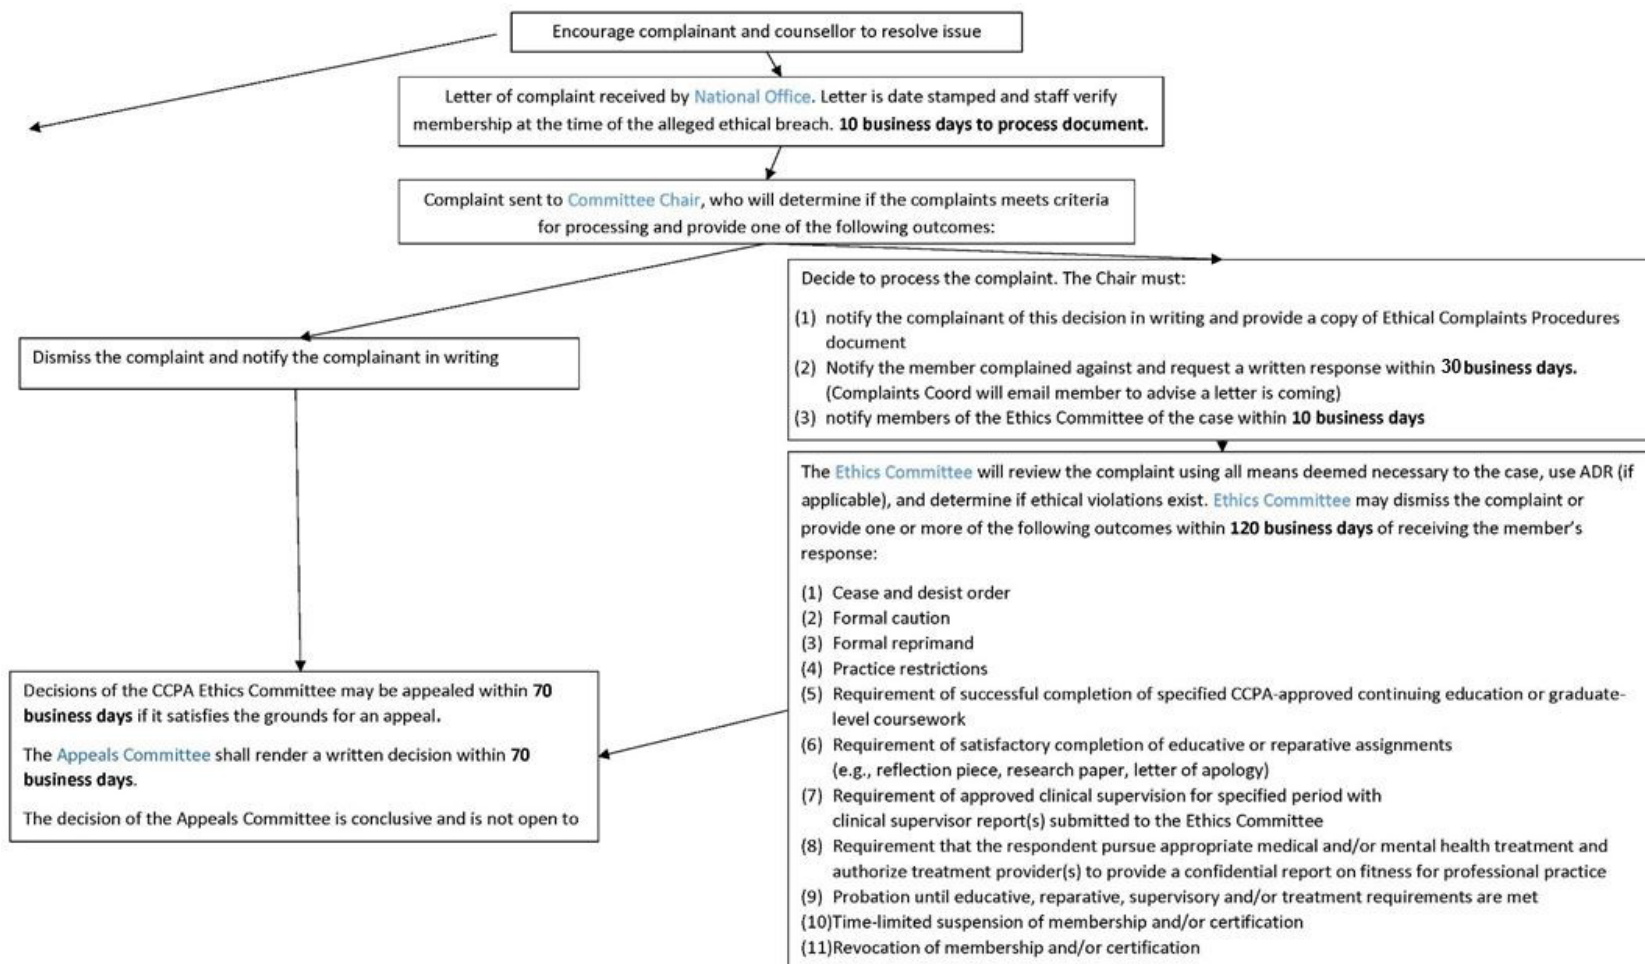 Encourage complainant and counsellor to resolve issue
Letter of complaint received by National Office. Letter is date stamped and staff verify
membership at the time of the alleged ethical breach. 10 business days to process document.
Complaint sent to Committee Chair, who will determine if the complaints meets criteria
for processing and provide one of the following outcomes:
Dismiss the complaint and notify the complainant in writing
Decide to process the complaint. The Chair must:
(1) notify the complainant of this decision in writing and provide a copy of Ethical Complaints Procedures
document
(2) Notify the member complained against and request a written response within 30 business days.
(Complaints Coord will email member to advise a letter is coming)
(3) notify members of the Ethics Committee of the case within 10 business days
The Ethics Committee will review the complaint using all means deemed necessary to the case, use ADR (if
applicable), and determine if ethical violations exist. Ethics Committee may dismiss the complaint or
provide one or more of the following outcomes within 120 business days of receiving the member's
response:
(1) Cease and desist order
(2) Formal caution
(3) Formal reprimand
(4) Practice restrictions
(5) Requirement of successful completion of specified CCPA-approved continuing education or graduate-
level coursework
(6) Requirement of satisfactory completion of educative or reparative assignments
(e.g., reflection piece, research paper, letter of apology)
(7) Requirement of approved clinical supervision for specified period with
clinical supervisor report(s) submitted to the Ethics Committee
(8) Requirement that the respondent pursue appropriate medical and/or mental health treatment and
authorize treatment provider(s) to provide a confidential report on fitness for professional practice
(9) Probation until educative, reparative, supervisory and/or treatment requirements are met
(10)Time-limited suspension of membership and/or certification
(11)Revocation of membership and/or certification
Decisions of the CCPA Ethics Committee may be appealed within 70
business days if it satisfies the grounds for an appeal.
The Appeals Committee shall render a written decision within 70
business days.
The decision of the Appeals Committee is conclusive and is not open to